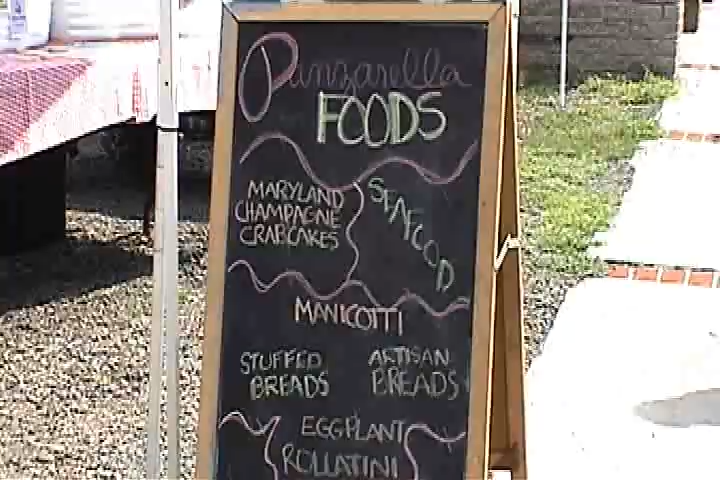 Panzarella
FOODS
MARYLAND
CHAMPAGNE
CRABCAKES
SEAFOOD
MANICOTTI
STUFFED
BREADS
ARTISAN
BREADS
EGGPLANT
ROLLATINI